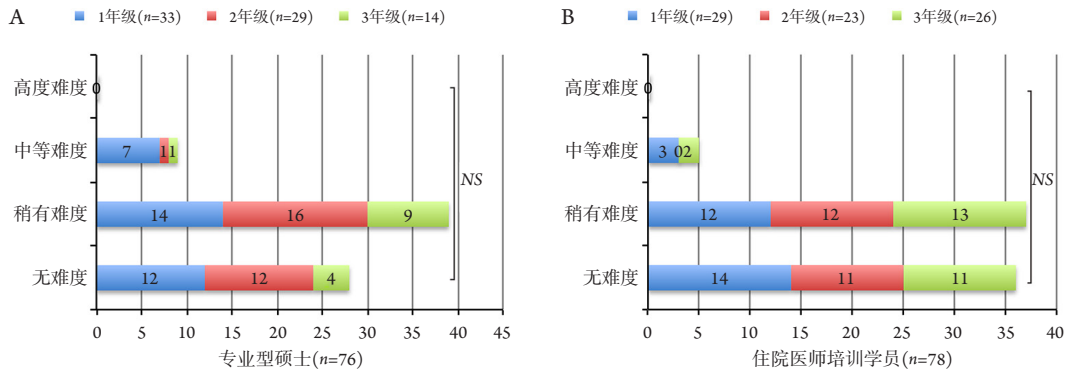 A
1年级(n=33) 2年级(n=29) 3年级(n=14)
高度难度 0
中等难度 7 1 1
稍有难度 14 16 9
无难度 12 12 4
NS
0 5 10 15 20 25 30 35 40 45
专业型硕士(n=76)
B
1年级(n=29) 2年级(n=23) 3年级(n=26)
高度难度 0
中等难度 3 0 2
稍有难度 12 12 13
无难度 14 11 11
NS
0 5 10 15 20 25 30 35 40
住院医师培训学员(n=78)